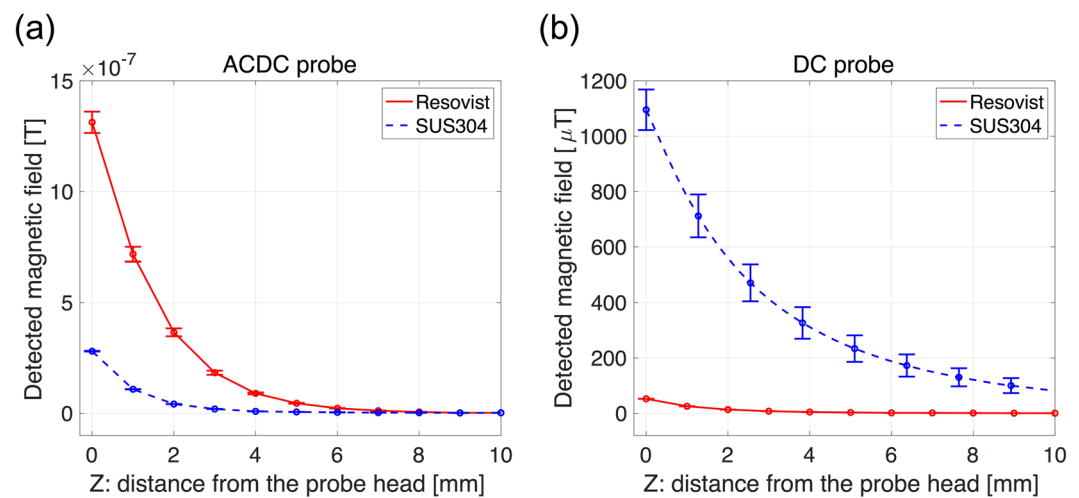 (a)
ACDC probe
×10-7
15
10
5
0
Detected magnetic field [T]
Resovist
SUS304
0 2 4 6 8 10
Z: distance from the probe head [mm]
(b)
DC probe
1200
1000
800
600
400
200
0
Detected magnetic field [μT]
Resovist
SUS304
0 2 4 6 8 10
Z: distance from the probe head [mm]